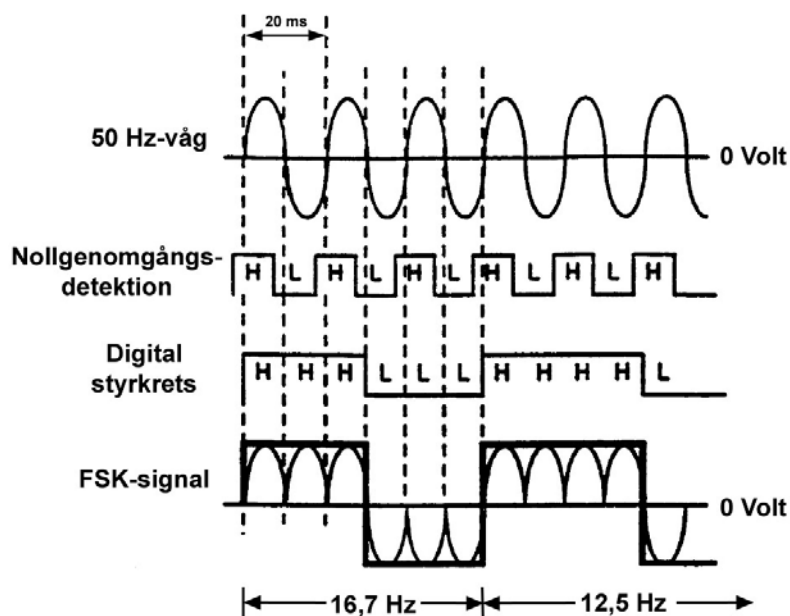 20 ms
50 Hz-våg
0 Volt
Nollgenomgångs-
detektion
H L H L H L H L H L H
Digital
styrkrets
H H H L L L H H H H L
FSK-signal
0 Volt
16,7 Hz
12,5 Hz